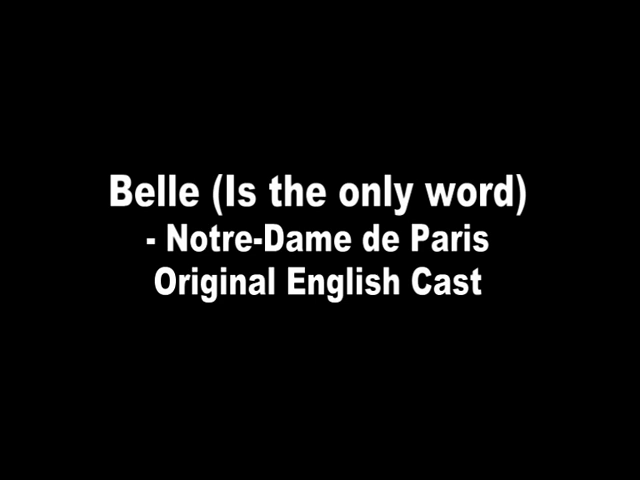 Belle (Is the only word)
- Notre-Dame de Paris
Original English Cast